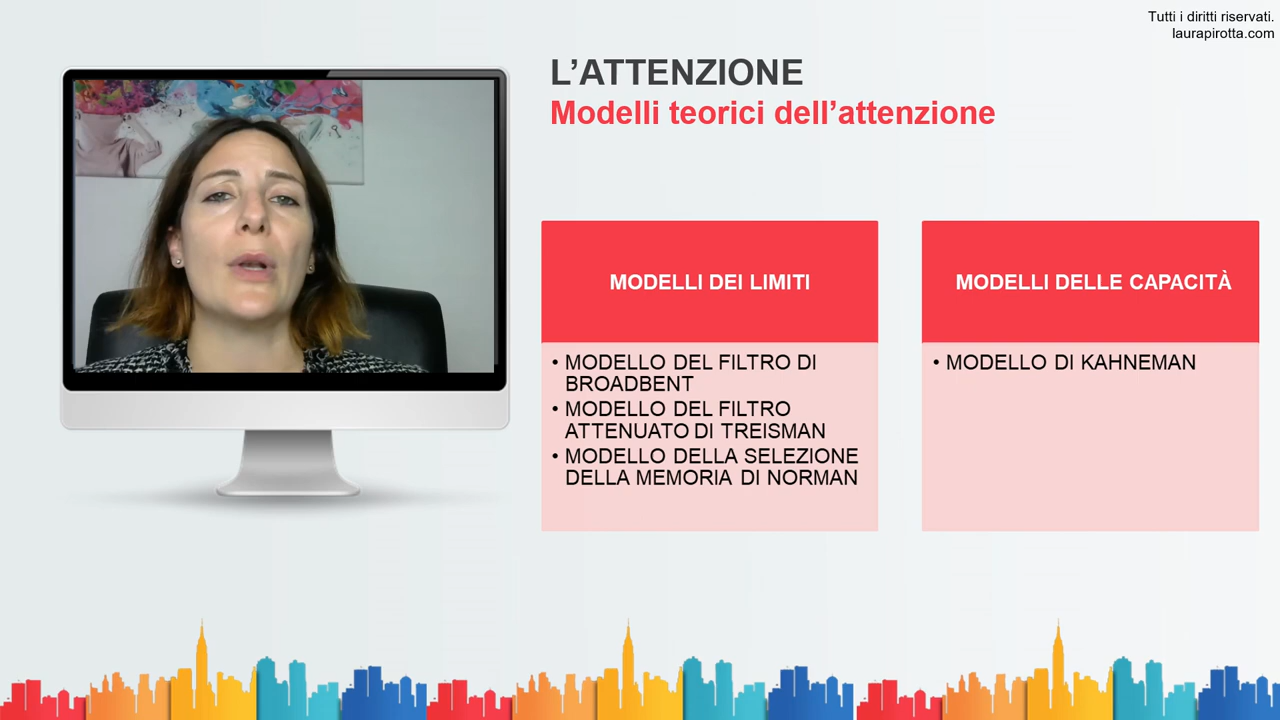 Tutti i diritti riservati.
laurapirotta.com
L’ATTENZIONE
Modelli teorici dell’attenzione
MODELLI DEI LIMITI
• MODELLO DEL FILTRO DI
BROADBENT
• MODELLO DEL FILTRO
ATTENUATO DI TREISMAN
• MODELLO DELLA SELEZIONE
DELLA MEMORIA DI NORMAN
MODELLI DELLE CAPACITÀ
• MODELLO DI KAHNEMAN